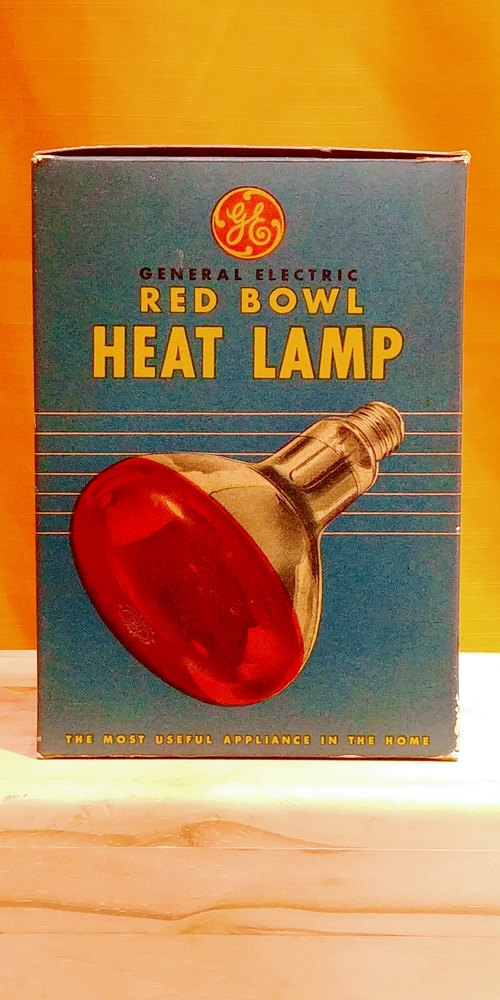 GE
GENERAL ELECTRIC
RED BOWL
HEAT LAMP
THE MOST USEFUL APPLIANCE IN THE HOME